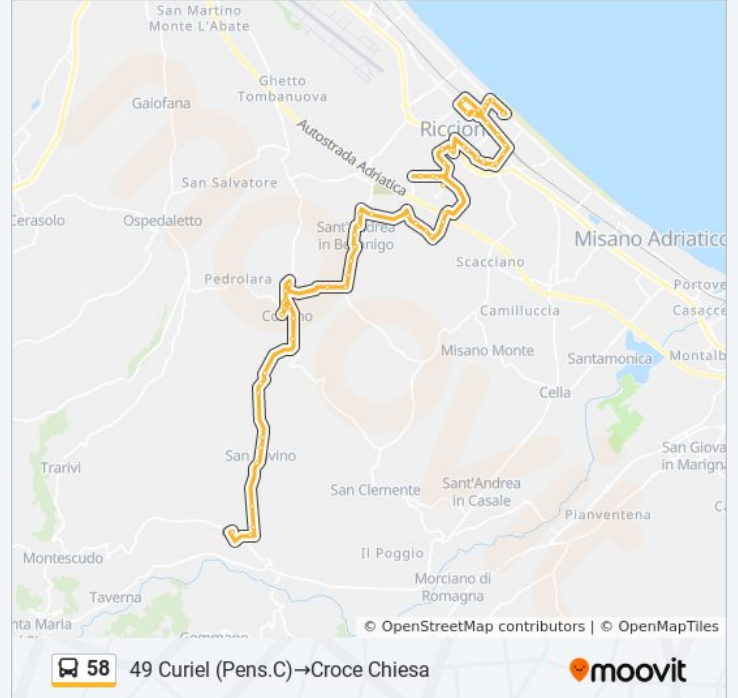 San Martino
Monte L'Abate
Ghetto
Tombanuova
Gaiofana
Riccion
Autostrada Adriatica
San Salvatore
Cerasolo
Ospedaletto
Sant'Andrea
in Besanigo
Misano Adriatico
Scacciano
Pedrolara
Portove
Casacce
Camilluccia
Misano Monte
Santamonica
Montalb
Cella
San Giova
in Marigna
Trarivi
Sant'Andrea
in Casale
San Clemente
Pianventena
Montescudo
Il Poggio
Morciano di
Romagna
Taverna
nta Maria
© OpenStreetMap contributors | © OpenMapTiles
58 49 Curiel (Pens.C)→Croce Chiesa
moovit